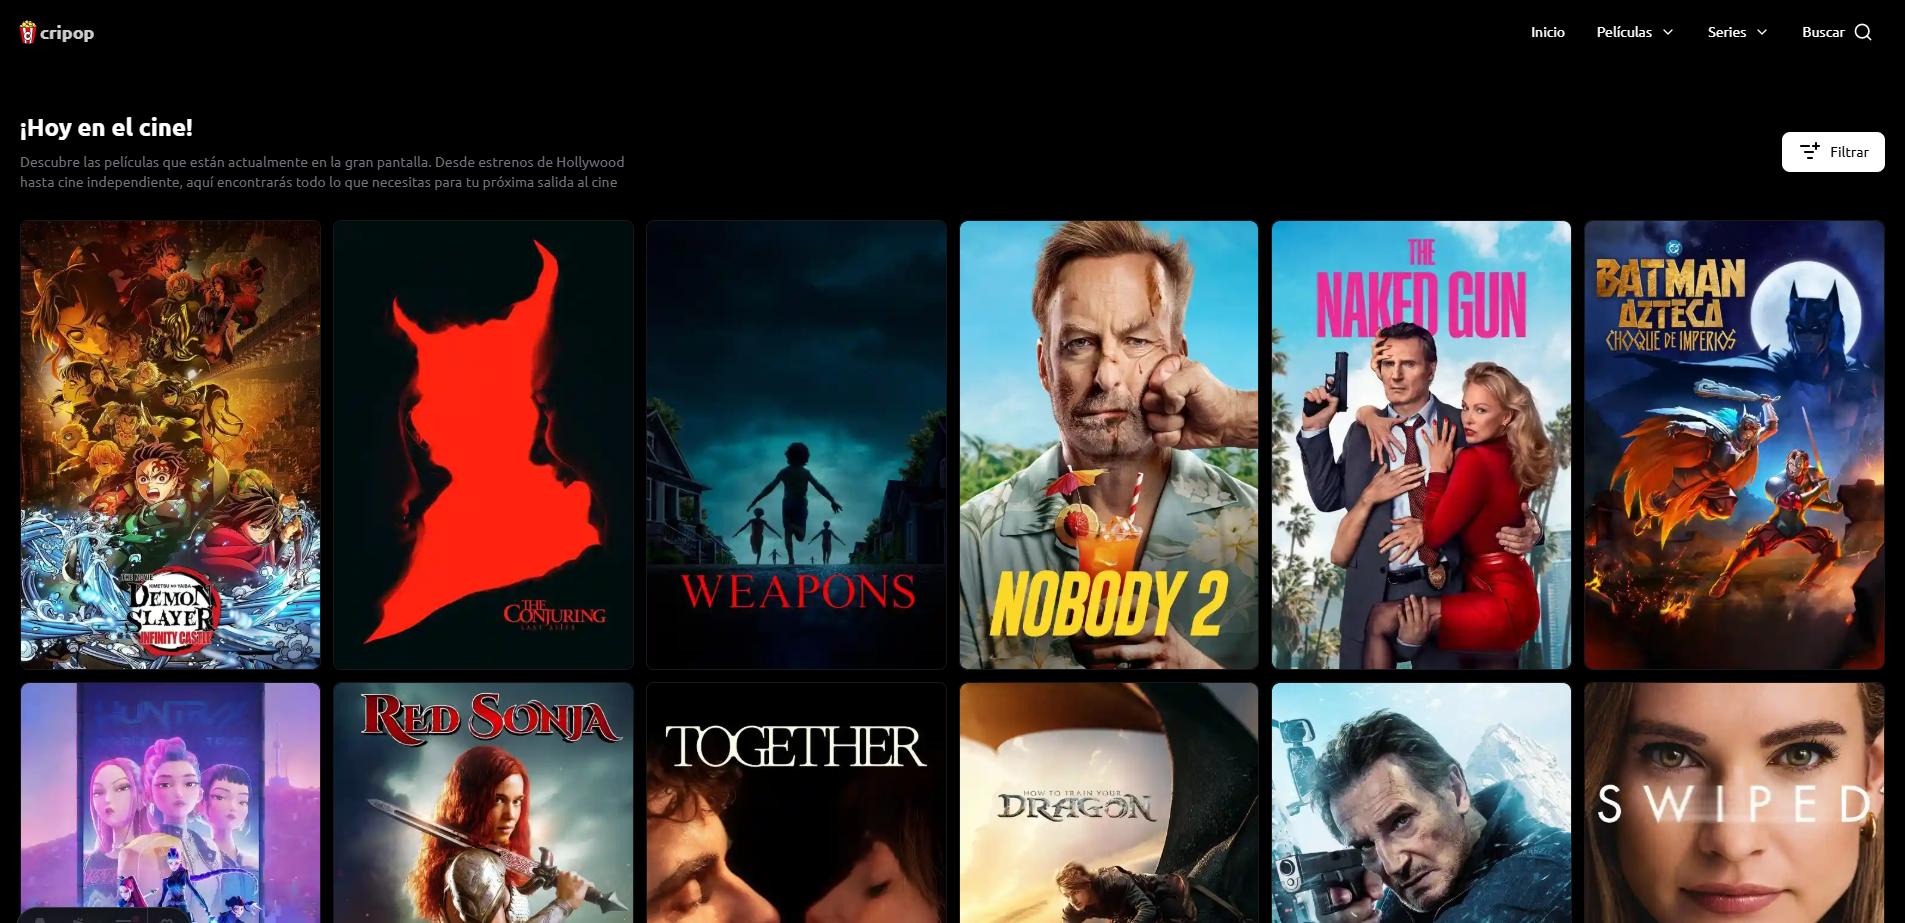 cripop
Inicio
Películas
Series
Buscar
¡Hoy en el cine!
Descubre las películas que están actualmente en la gran pantalla. Desde estrenos de Hollywood
hasta cine independiente, aquí encontrarás todo lo que necesitas para tu próxima salida al cine
Filtrar
THE MOVIE
KIMETSU NO YAIBA
DEMON
SLAYER
INFINITY CASTLE
THE
CONJURING
LAST RITES
WEAPONS
NOBODY 2
THE
NAKED GUN
BATMAN
AZTECA
CHOQUE DE IMPERIOS
HUNTR/X
RED SONJA
TOGETHER
HOW TO TRAIN YOUR
DRAGON
SWIPED